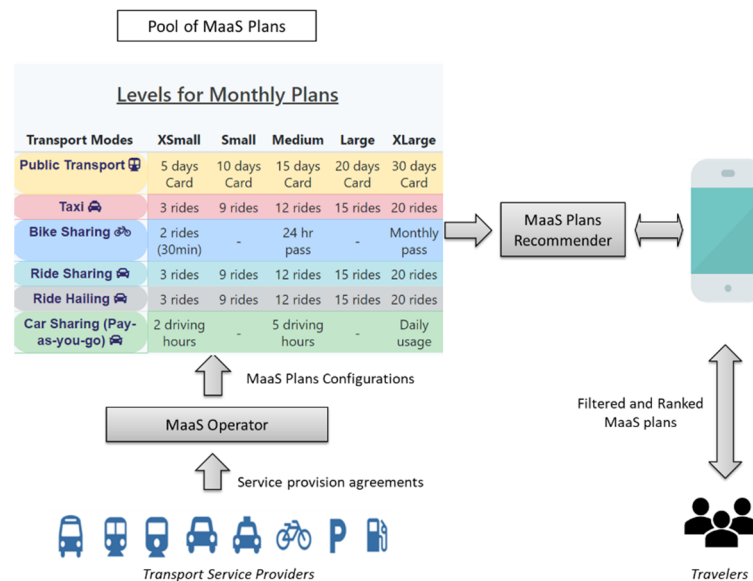 Pool of MaaS Plans
Levels for Monthly Plans
Transport Modes XSmall Small Medium Large XLarge
Public Transport 5 days Card 10 days Card 15 days Card 20 days Card 30 days Card
Taxi 3 rides 9 rides 12 rides 15 rides 20 rides
Bike Sharing 2 rides (30min) - 24 hr pass - Monthly pass
Ride Sharing 3 rides 9 rides 12 rides 15 rides 20 rides
Ride Hailing 3 rides 9 rides 12 rides 15 rides 20 rides
Car Sharing (Pay-as-you-go) 2 driving hours - 5 driving hours - Daily usage
MaaS Plans
Recommender
MaaS Plans Configurations
MaaS Operator
Filtered and Ranked
MaaS plans
Service provision agreements
P
Transport Service Providers
Travelers